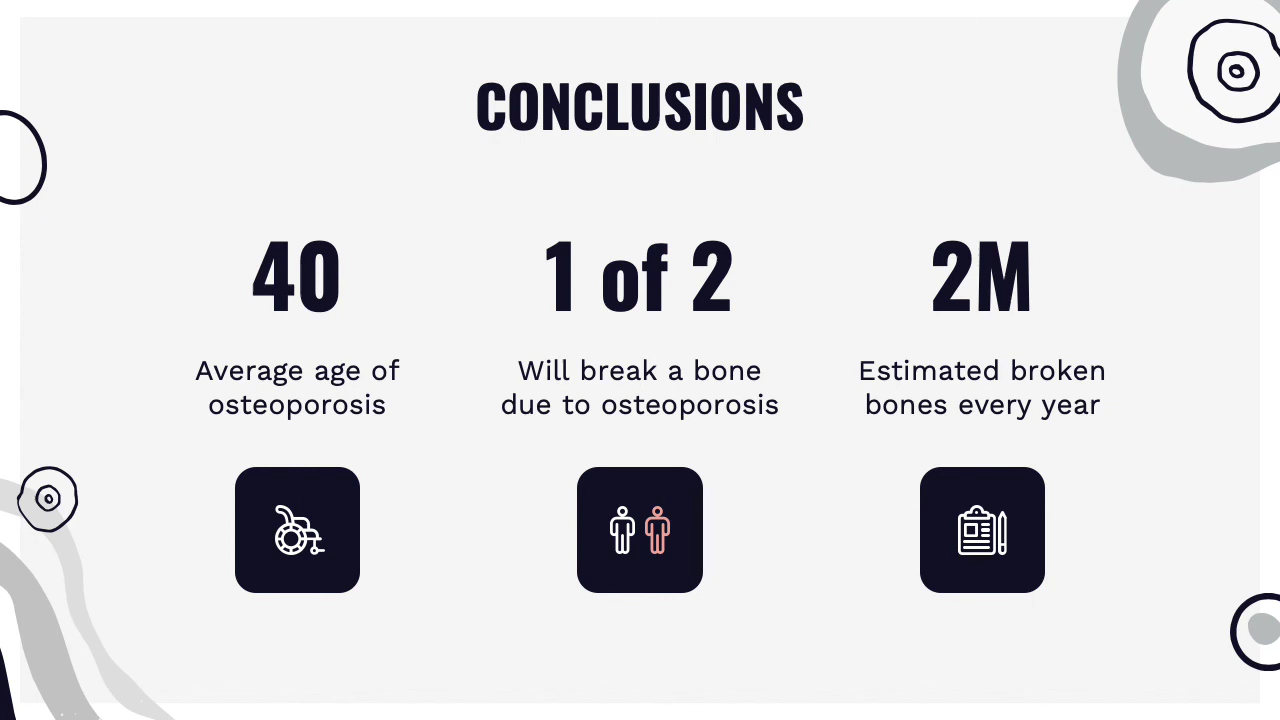 CONCLUSIONS
40
1 of 2
2M
Average age of
osteoporosis
Will break a bone
due to osteoporosis
Estimated broken
bones every year